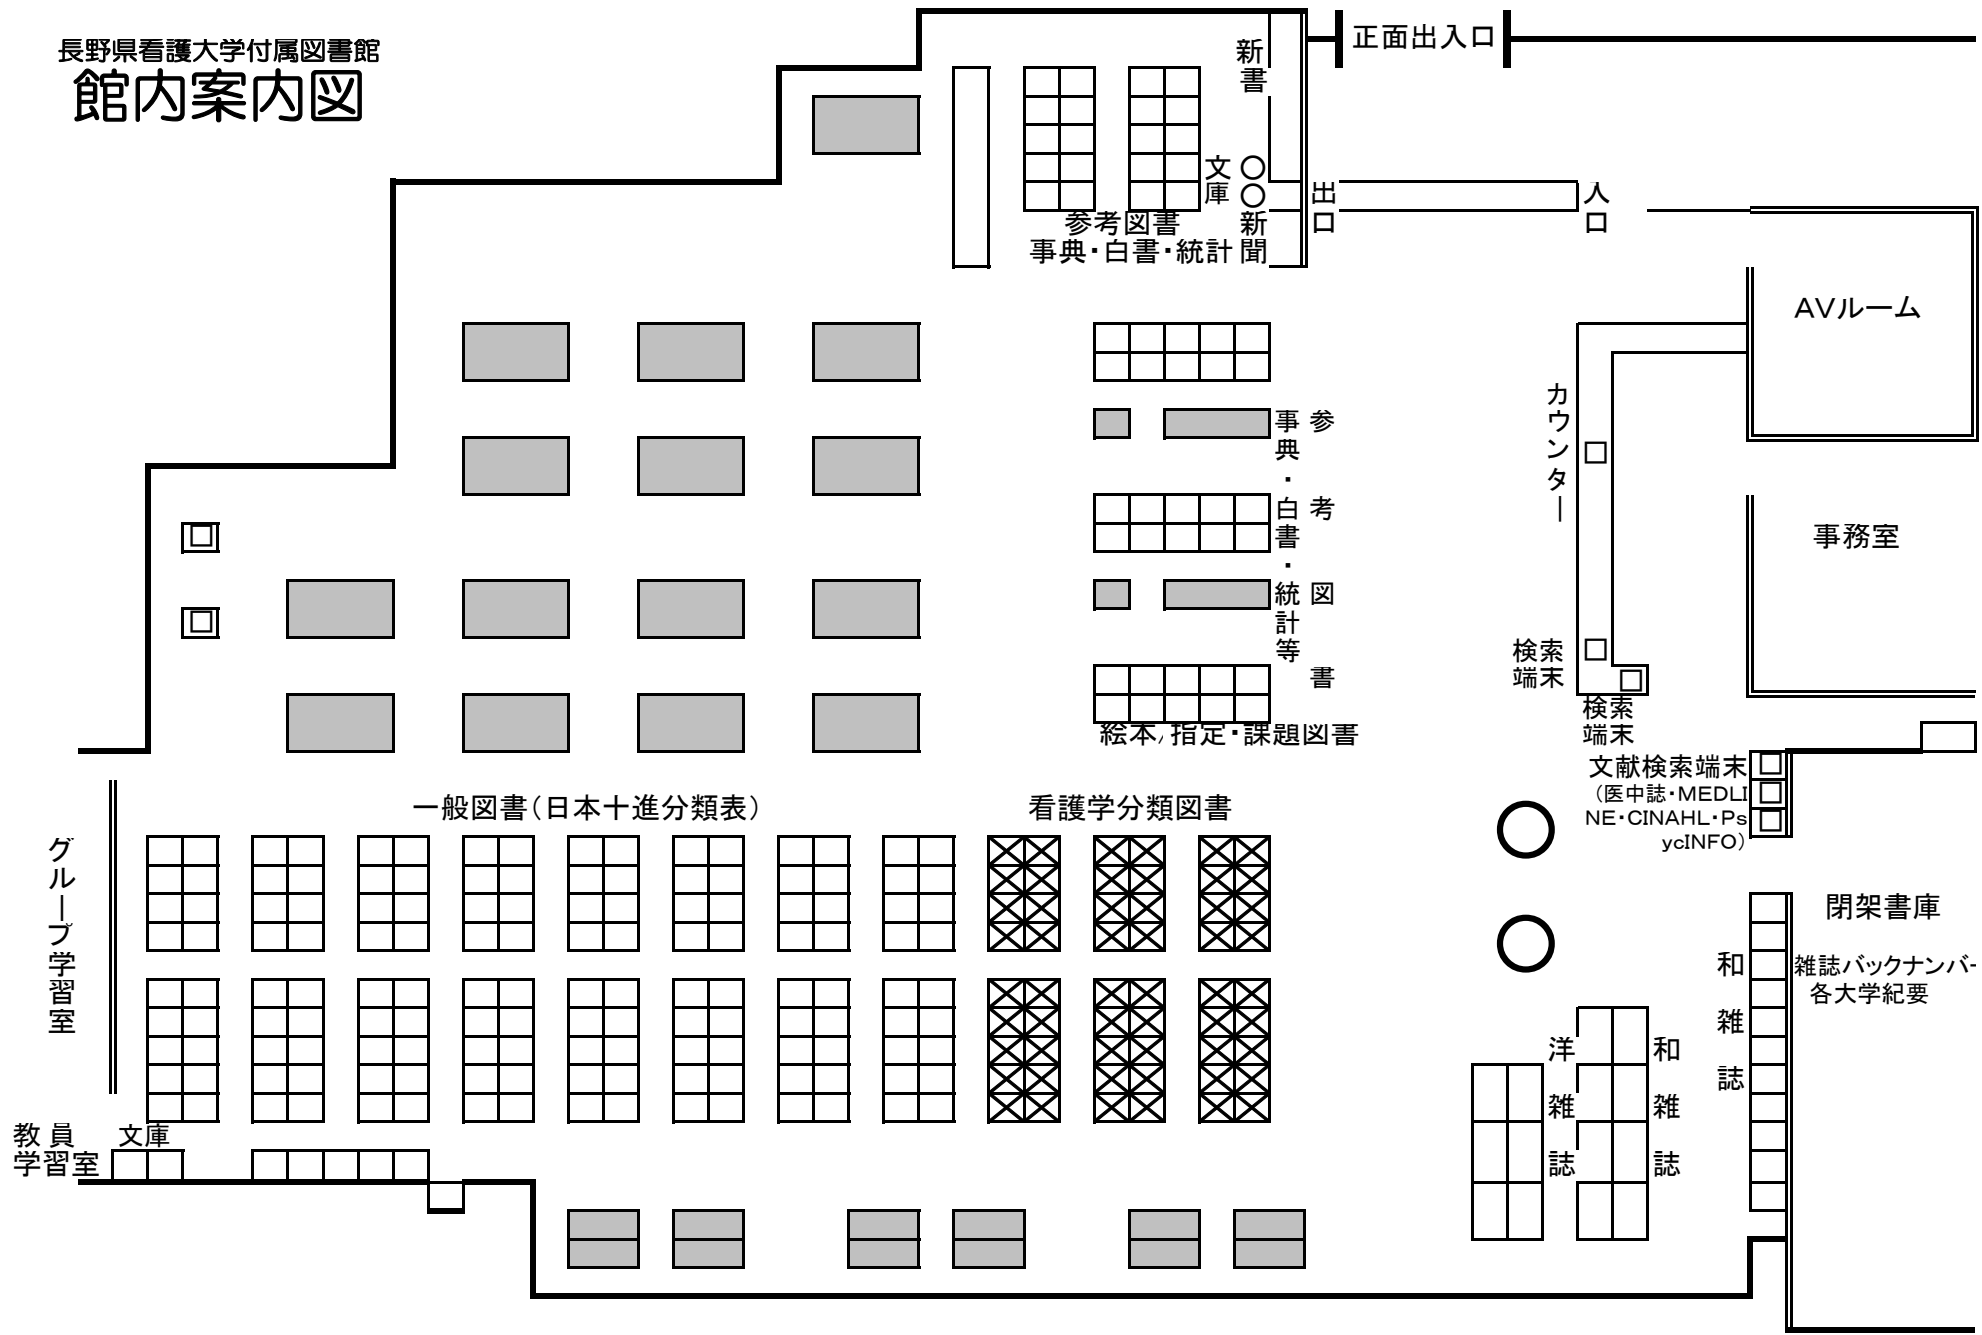 長野県看護大学付属図書館
館内案内図
新書
正面出入口
文庫
〇〇新聞
出口
入口
参考図書
事典・白書・統計
AVルーム
カウンター
事典・白書・統計等
参考図書
事務室
検索
端末
検索
端末
絵本/指定・課題図書
文献検索端末
（医中誌・MEDLI
NE・CINAHL・Ps
ycINFO）
一般図書（日本十進分類表）
看護学分類図書
グループ学習室
閉架書庫
雑誌バックナンバー
各大学紀要
和雑誌
洋雑誌
和雑誌
教員
学習室
文庫